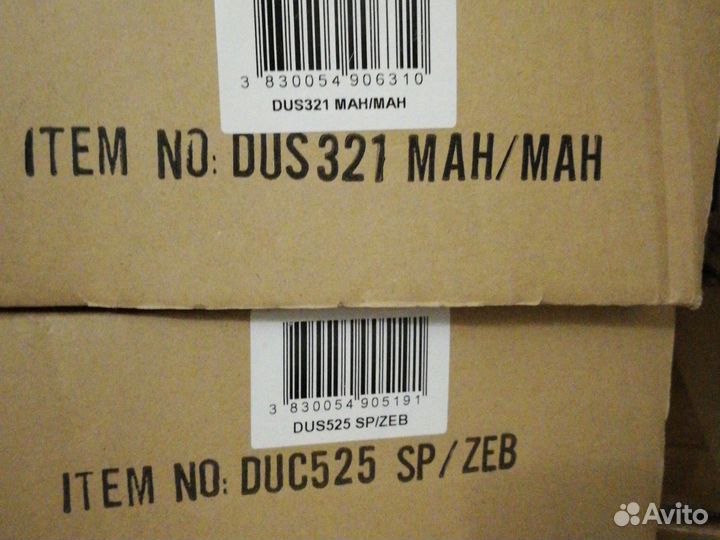 3 830054 906310
DUS321 MAH/MAH
ITEM NO: DUS321 MAH/MAH
3 830054 905191
DUS525 SP/ZEB
ITEM NO: DUC525 SP/ZEB
Avito